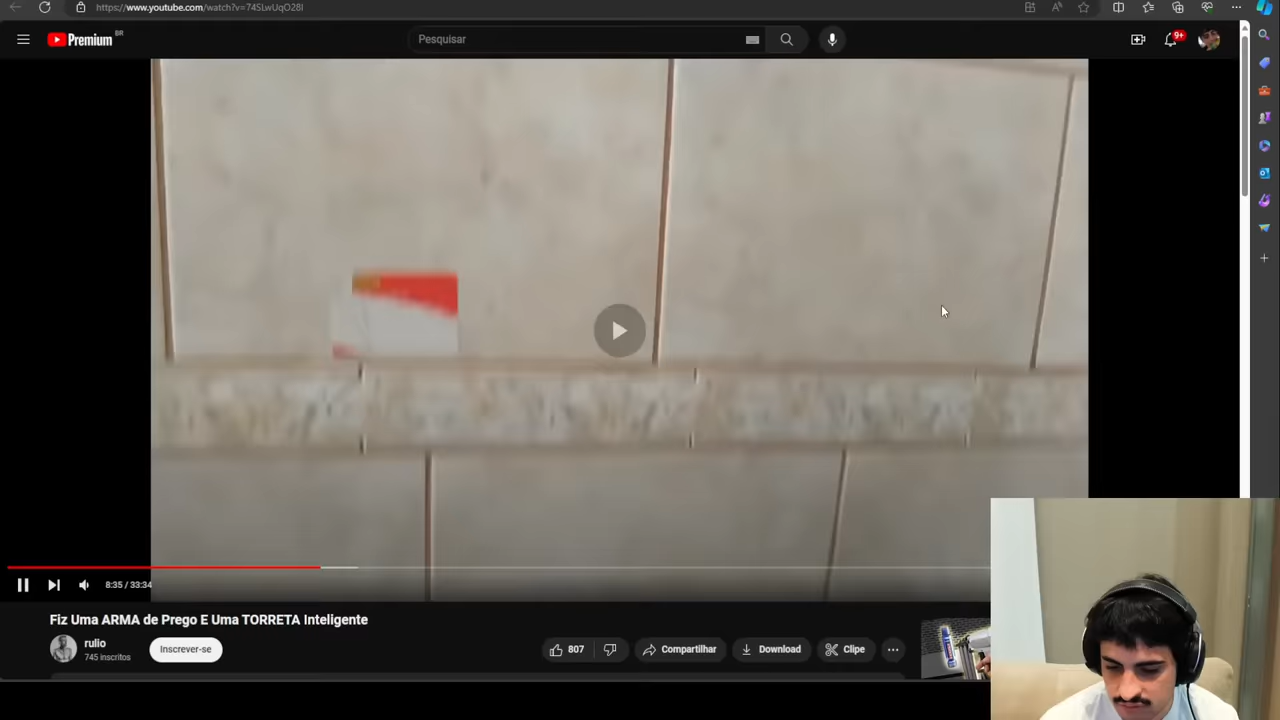 https://www.youtube.com/watch?v=74SLwUqO28I
Premium BR
Pesquisar
9+
8:35 / 33:34
Fiz Uma ARMA de Prego E Uma TORRETA Inteligente
rulio
745 inscritos
Inscrever-se
807
Compartilhar
Download
Clipe